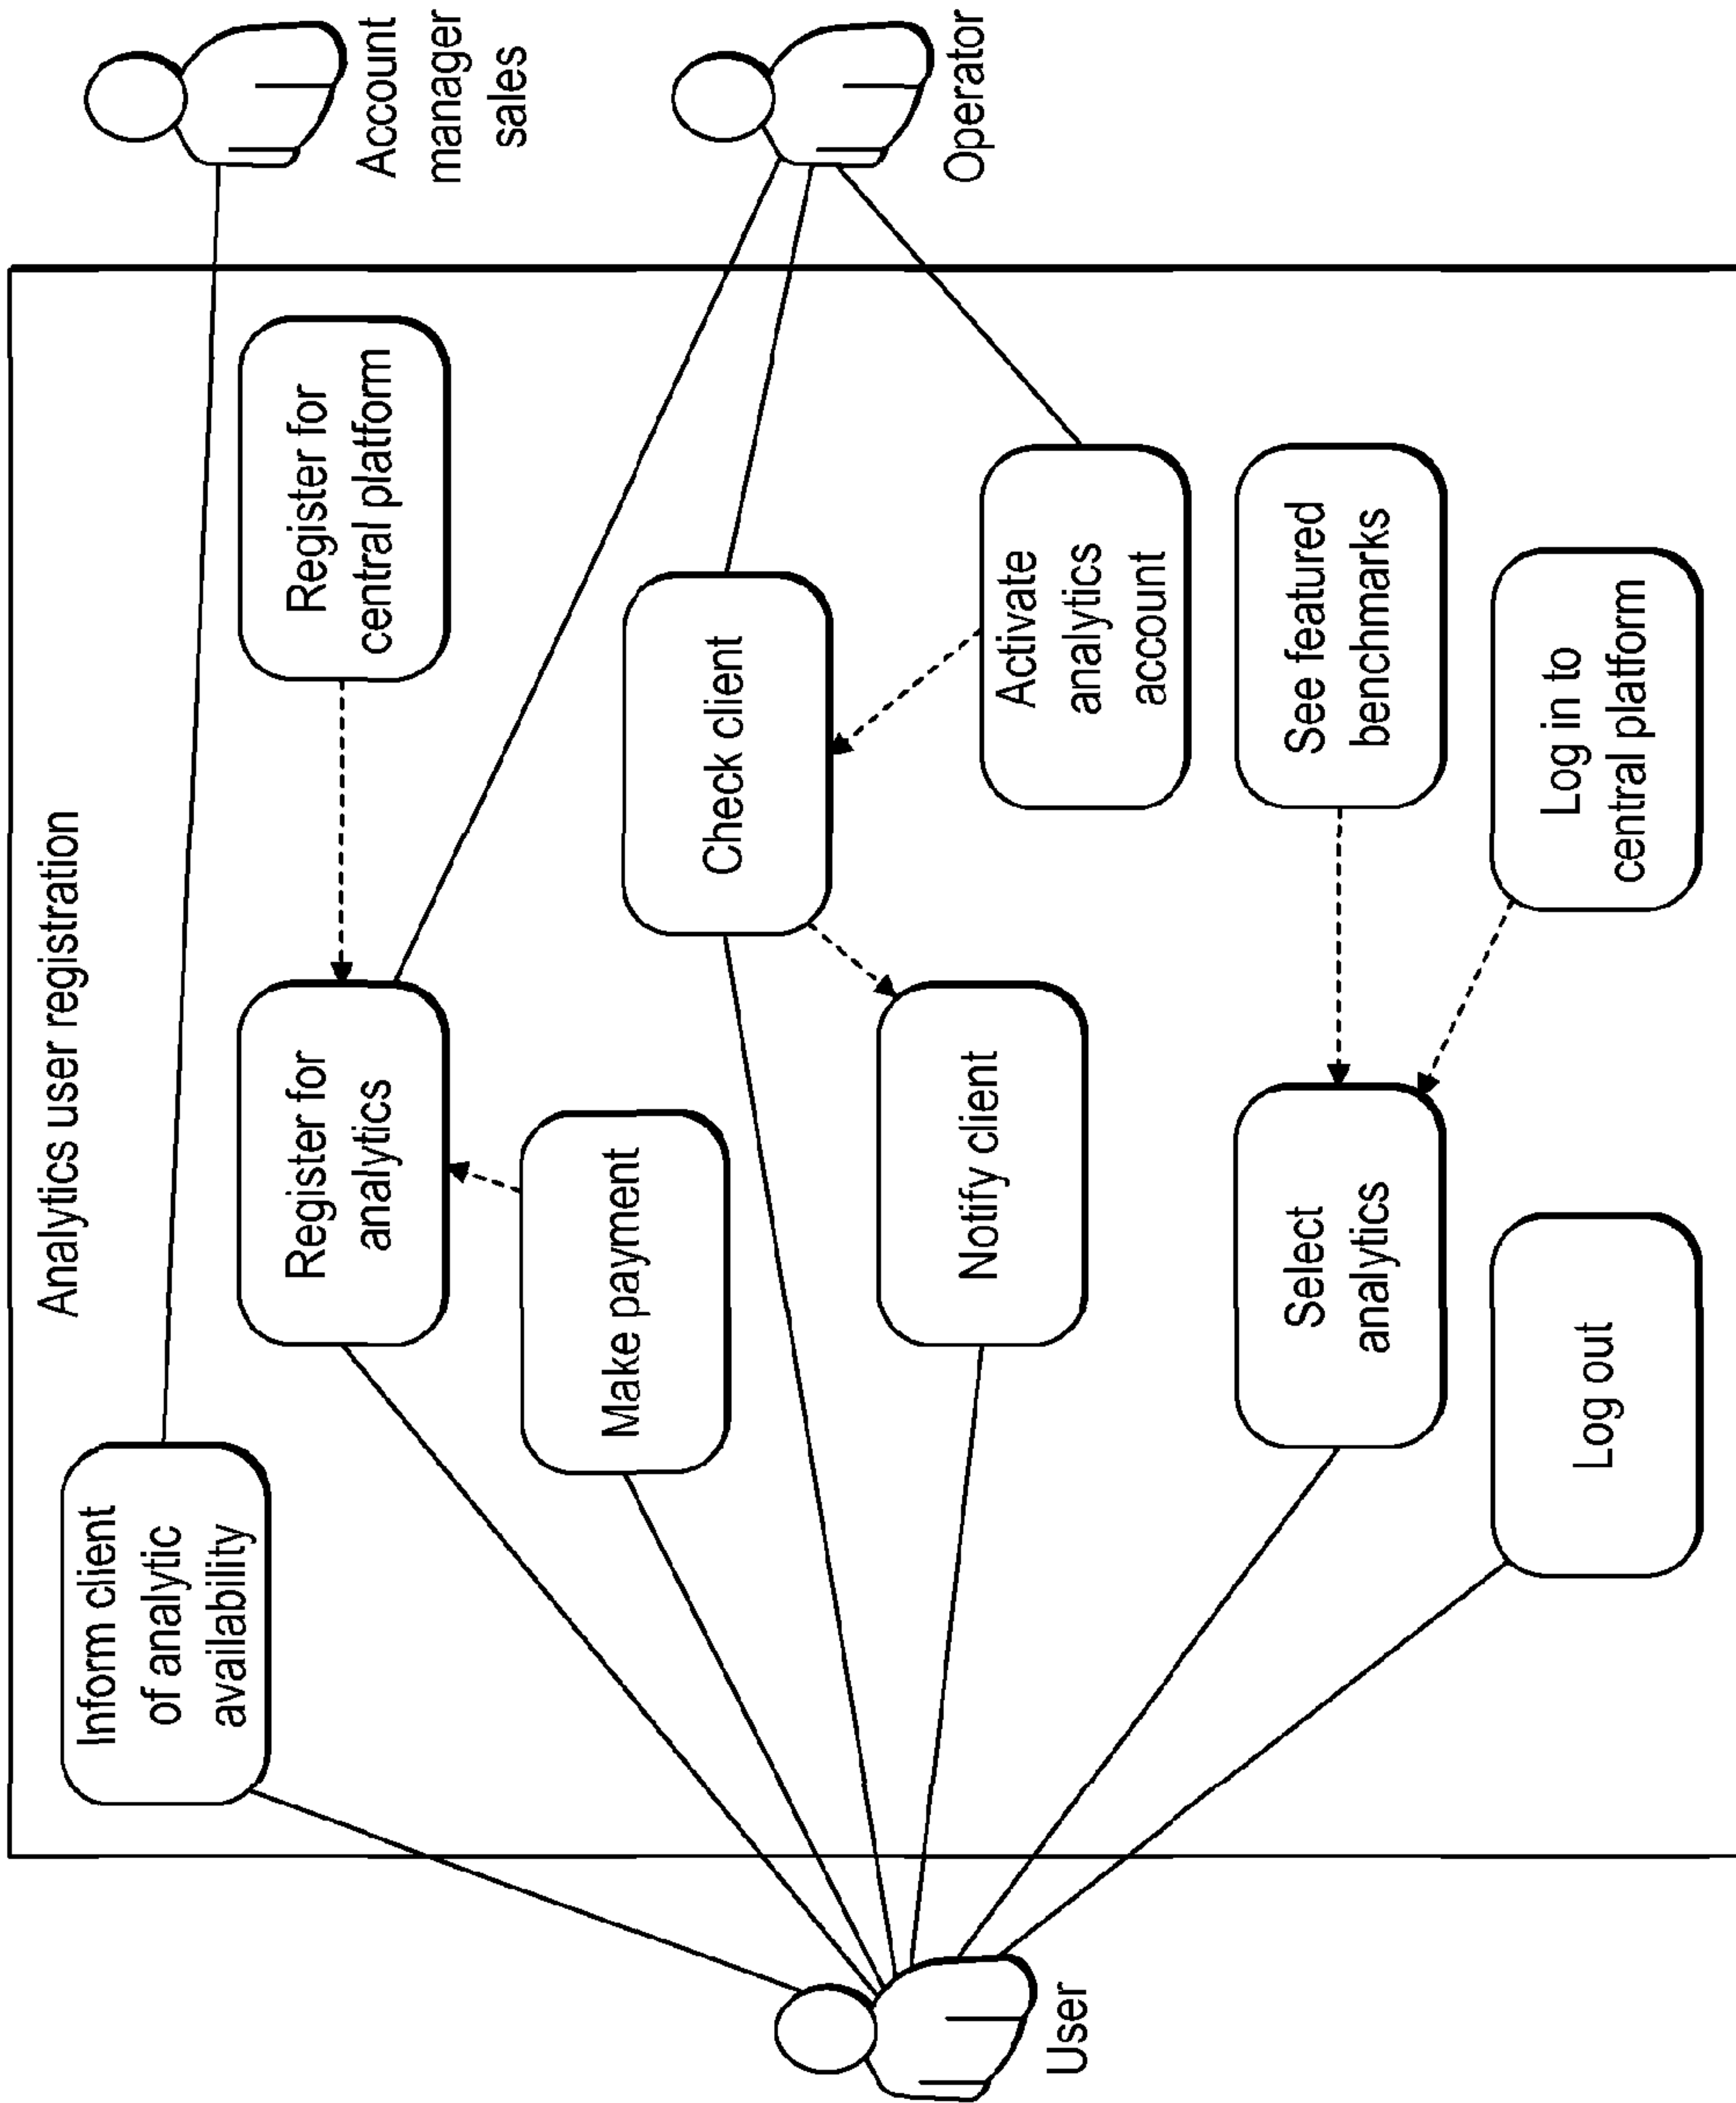 Analytics user registration
Inform client
of analytic
availability
Register for
analytics
Register for
central platform
Account
manager
sales
Make payment
Check client
Operator
Notify client
Activate
analytics
account
User
Select
analytics
See featured
benchmarks
Log out
Log in to
central platform